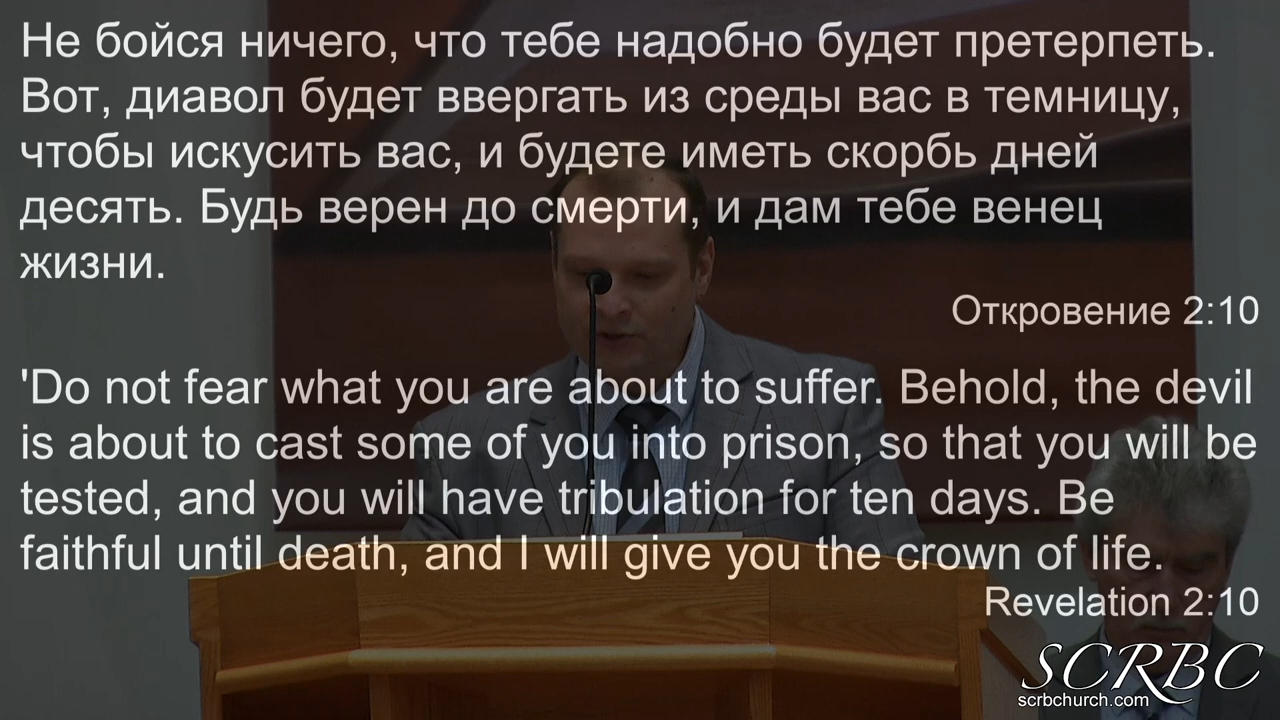 Не бойся ничего, что тебе надобно будет претерпеть.
Вот, диавол будет ввергать из среды вас в темницу,
чтобы искусить вас, и будете иметь скорбь дней
десять. Будь верен до смерти, и дам тебе венец
жизни.
Откровение 2:10
'Do not fear what you are about to suffer. Behold, the devil
is about to cast some of you into prison, so that you will be
tested, and you will have tribulation for ten days. Be
faithful until death, and I will give you the crown of life.
Revelation 2:10
SCRBC
scrbchurch.com